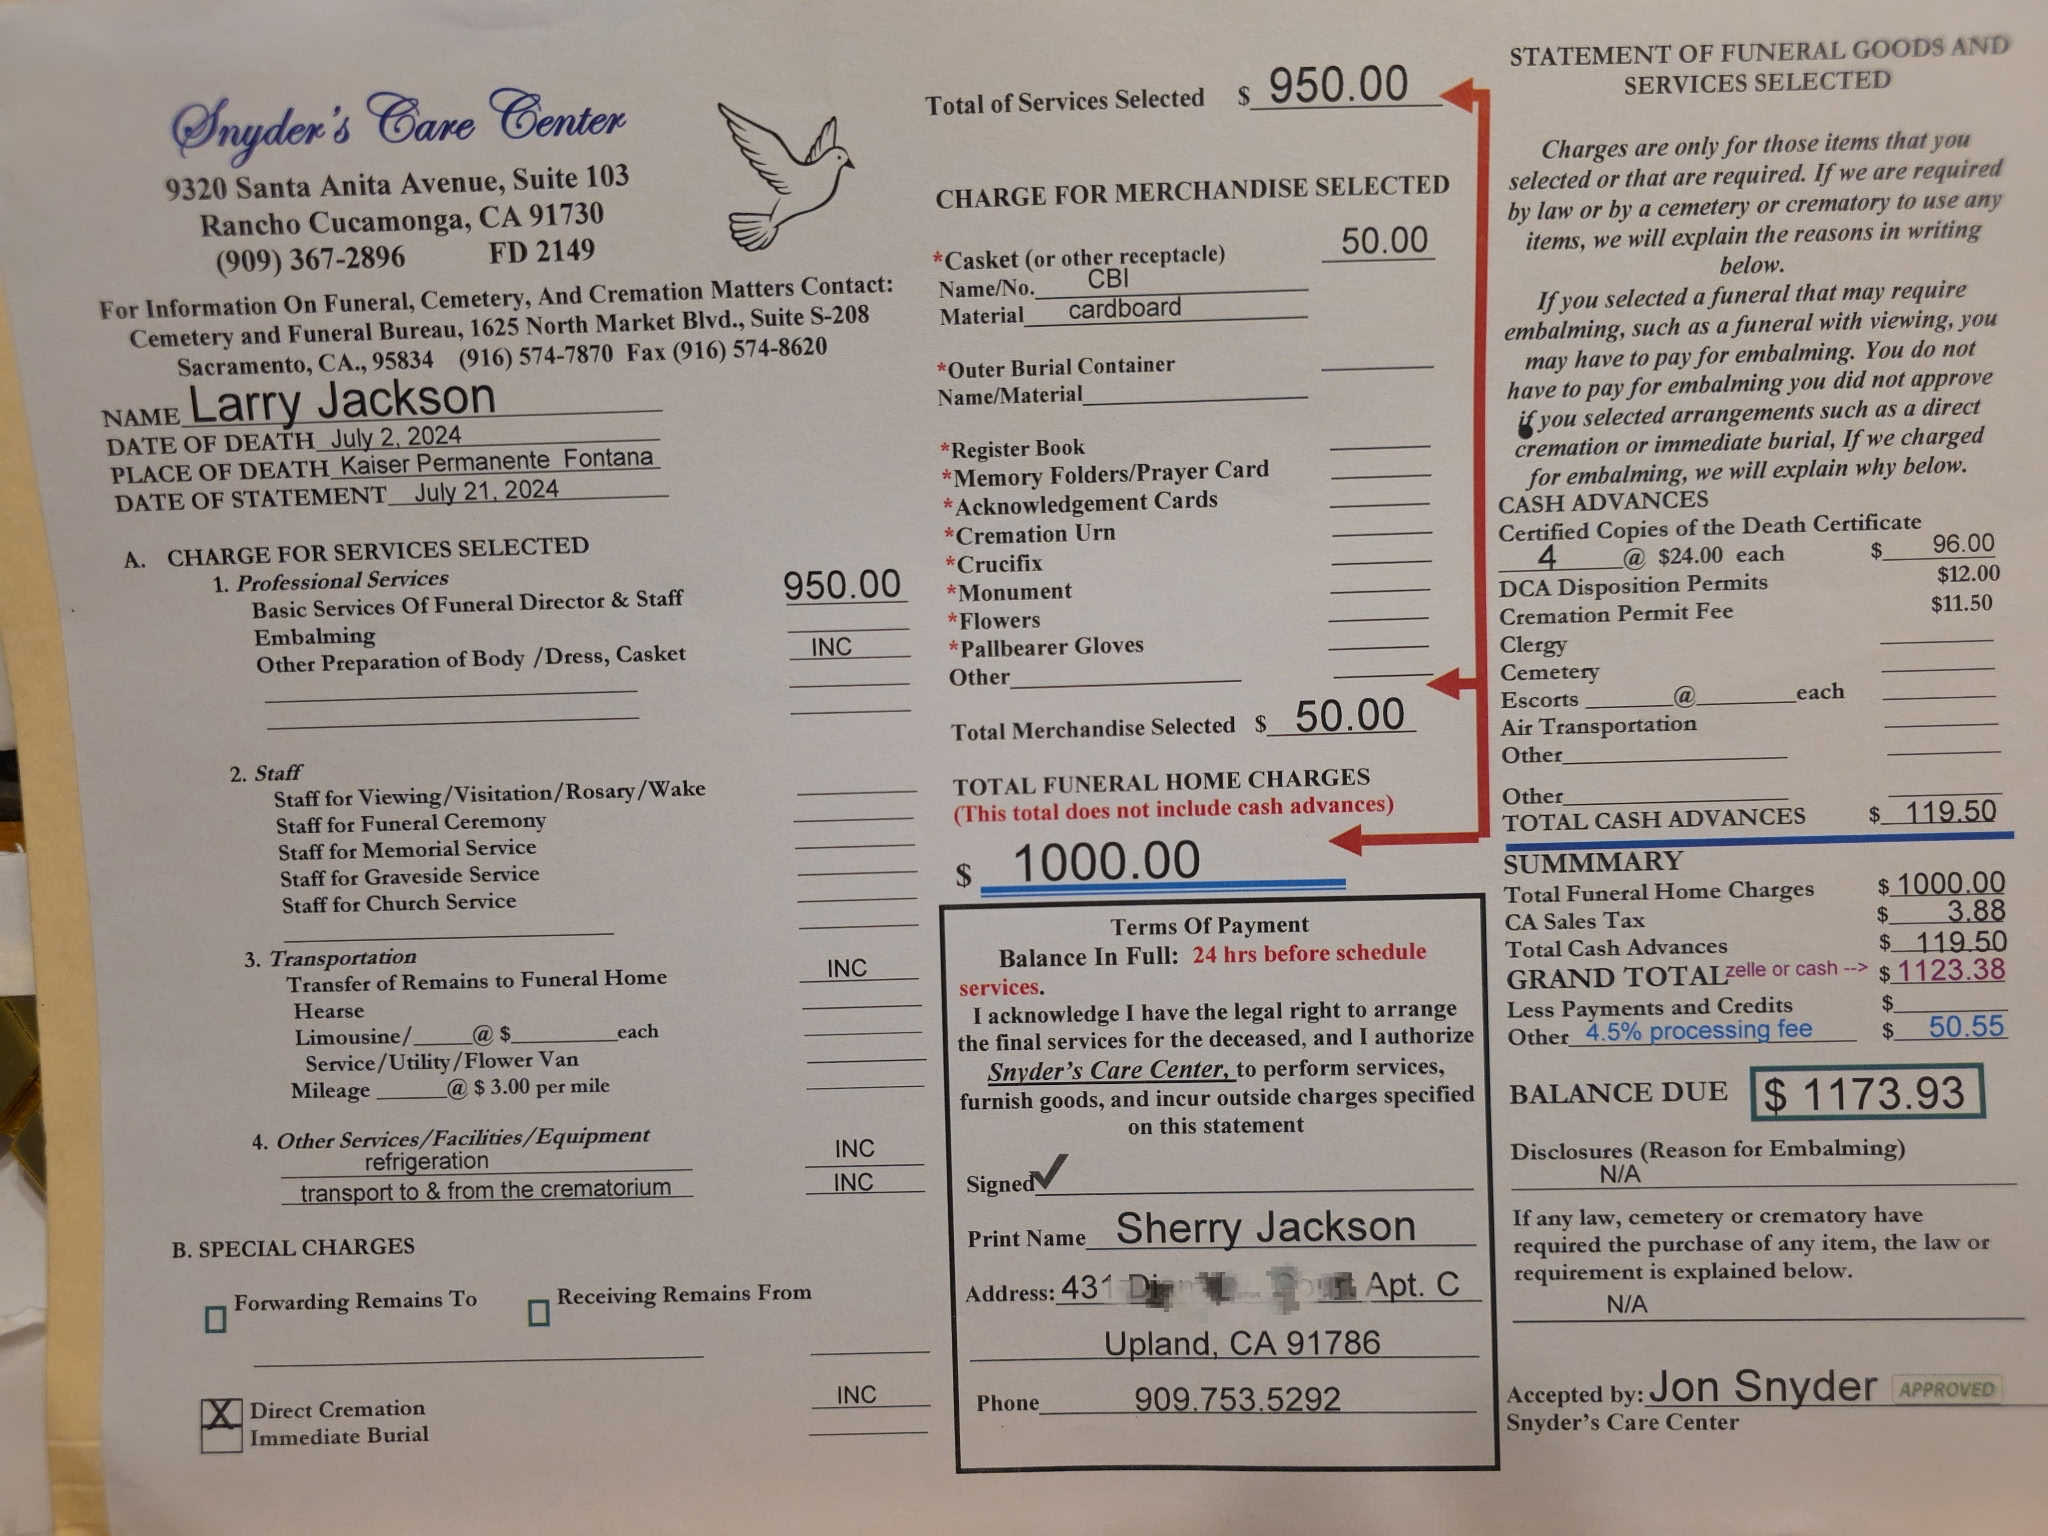 Snyder's Care Center
9320 Santa Anita Avenue, Suite 103
Rancho Cucamonga, CA 91730
(909) 367-2896 FD 2149
For Information On Funeral, Cemetery, And Cremation Matters Contact:
Cemetery and Funeral Bureau, 1625 North Market Blvd., Suite S-208
Sacramento, CA., 95834 (916) 574-7870 Fax (916) 574-8620
NAME Larry Jackson
DATE OF DEATH July 2, 2024
PLACE OF DEATH Kaiser Permanente Fontana
DATE OF STATEMENT July 21, 2024
A. CHARGE FOR SERVICES SELECTED
1. Professional Services
Basic Services Of Funeral Director & Staff 950.00
Embalming
Other Preparation of Body /Dress, Casket INC
2. Staff
Staff for Viewing/Visitation/Rosary/Wake
Staff for Funeral Ceremony
Staff for Memorial Service
Staff for Graveside Service
Staff for Church Service
3. Transportation
Transfer of Remains to Funeral Home INC
Hearse
Limousine/____@ $________each
Service/Utility/Flower Van
Mileage ______@ $ 3.00 per mile
4. Other Services/Facilities/Equipment
refrigeration INC
transport to & from the crematorium INC
B. SPECIAL CHARGES
Forwarding Remains To Receiving Remains From
X Direct Cremation INC
Immediate Burial
Total of Services Selected $ 950.00
CHARGE FOR MERCHANDISE SELECTED
*Casket (or other receptacle) 50.00
Name/No. CBI
Material cardboard
*Outer Burial Container
Name/Material
*Register Book
*Memory Folders/Prayer Card
*Acknowledgement Cards
*Cremation Urn
*Crucifix
*Monument
*Flowers
*Pallbearer Gloves
Other
Total Merchandise Selected $ 50.00
TOTAL FUNERAL HOME CHARGES
(This total does not include cash advances)
$ 1000.00
Terms Of Payment
Balance In Full: 24 hrs before schedule
services.
I acknowledge I have the legal right to arrange
the final services for the deceased, and I authorize
Snyder's Care Center, to perform services,
furnish goods, and incur outside charges specified
on this statement
Signed✓
Print Name Sherry Jackson
Address: 431 Apt. C
Upland, CA 91786
Phone 909.753.5292
STATEMENT OF FUNERAL GOODS AND
SERVICES SELECTED
Charges are only for those items that you
selected or that are required. If we are required
by law or by a cemetery or crematory to use any
items, we will explain the reasons in writing
below.
If you selected a funeral that may require
embalming, such as a funeral with viewing, you
may have to pay for embalming. You do not
have to pay for embalming you did not approve
if you selected arrangements such as a direct
cremation or immediate burial, If we charged
for embalming, we will explain why below.
CASH ADVANCES
Certified Copies of the Death Certificate
4 @ $24.00 each $ 96.00
DCA Disposition Permits $12.00
Cremation Permit Fee $11.50
Clergy
Cemetery
Escorts ______@________each
Air Transportation
Other
Other
TOTAL CASH ADVANCES $ 119.50
SUMMMARY
Total Funeral Home Charges $ 1000.00
CA Sales Tax $ 3.88
Total Cash Advances $ 119.50
GRAND TOTAL zelle or cash --> $ 1123.38
Less Payments and Credits $
Other 4.5% processing fee $ 50.55
BALANCE DUE $ 1173.93
Disclosures (Reason for Embalming)
N/A
If any law, cemetery or crematory have
required the purchase of any item, the law or
requirement is explained below.
N/A
Accepted by: Jon Snyder APPROVED
Snyder's Care Center